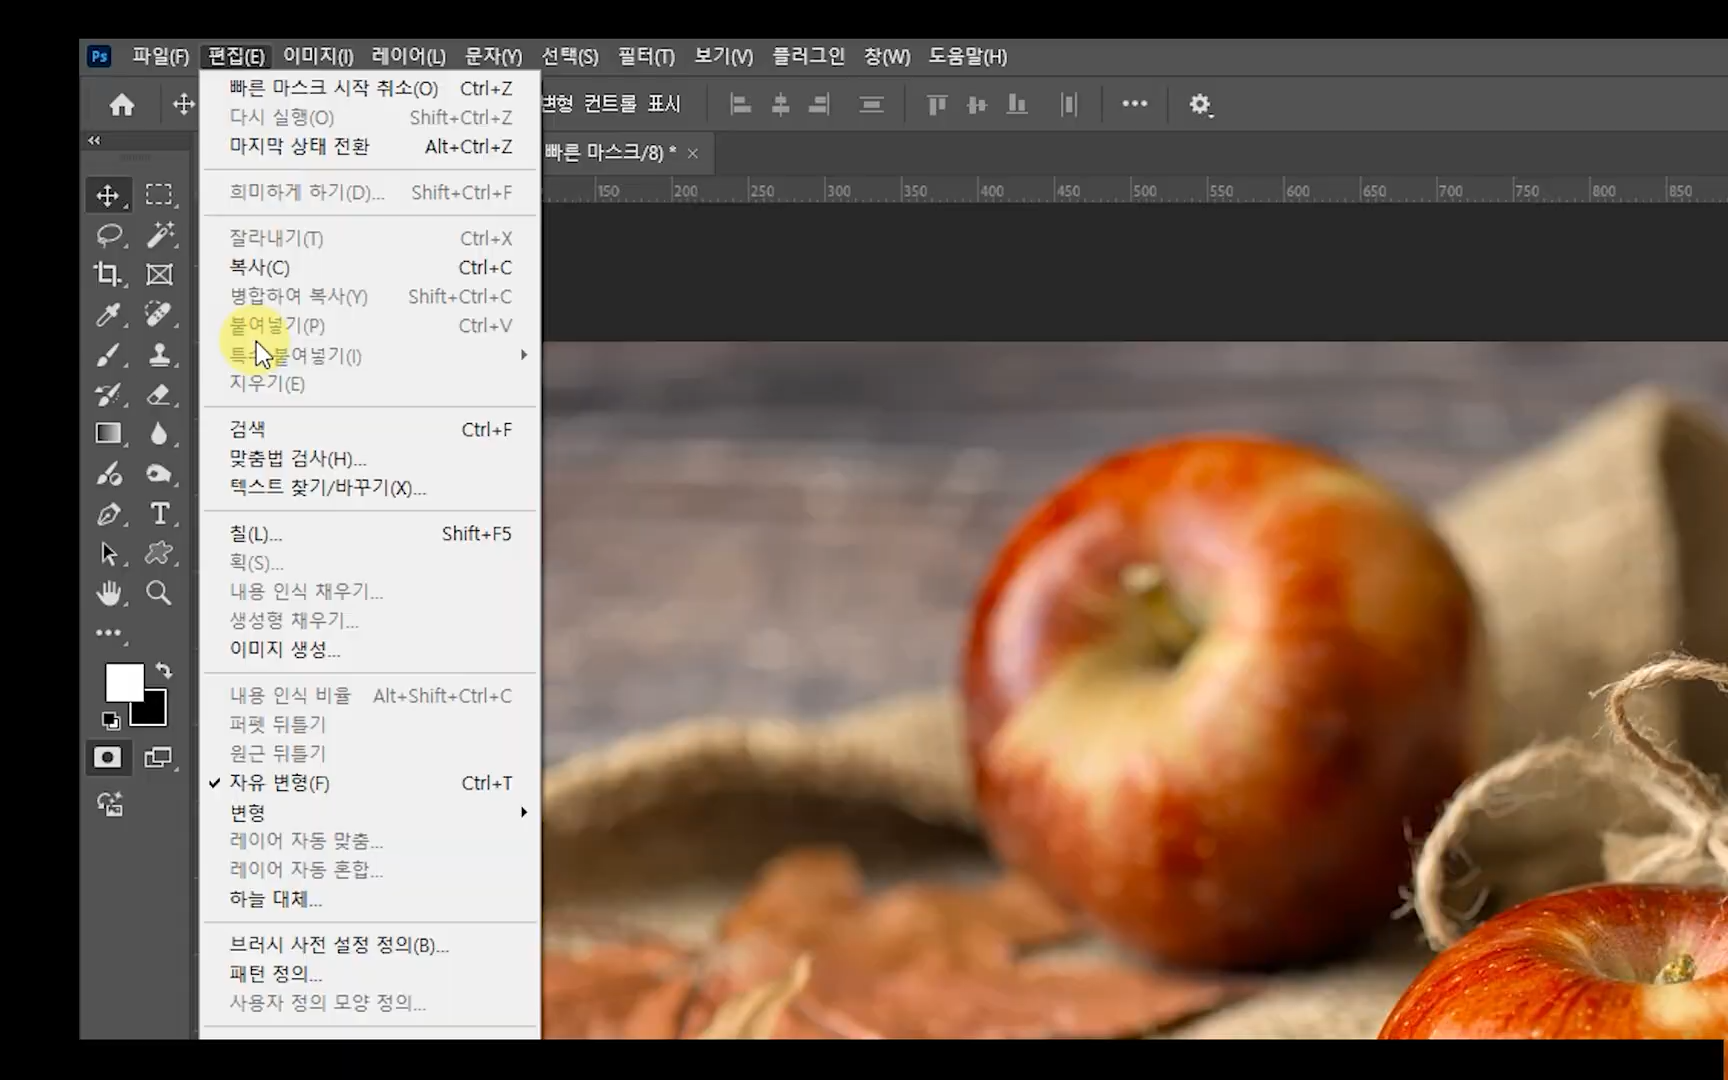 Ps 파일(F) 편집(E) 이미지(I) 레이어(L) 문자(Y) 선택(S) 필터(T) 보기(V) 플러그인 창(W) 도움말(H)
변형 컨트롤 표시
빠른 마스크/8) * ×
150 200 250 300 350 400 450 500 550 600 650 700 750 800 850
빠른 마스크 시작 취소(O) Ctrl+Z
다시 실행(O) Shift+Ctrl+Z
마지막 상태 전환 Alt+Ctrl+Z
희미하게 하기(D)... Shift+Ctrl+F
잘라내기(T) Ctrl+X
복사(C) Ctrl+C
병합하여 복사(Y) Shift+Ctrl+C
붙여넣기(P) Ctrl+V
특수 붙여넣기(I)
지우기(E)
검색 Ctrl+F
맞춤법 검사(H)...
텍스트 찾기/바꾸기(X)...
칠(L)... Shift+F5
획(S)...
내용 인식 채우기...
생성형 채우기...
이미지 생성...
내용 인식 비율 Alt+Shift+Ctrl+C
퍼펫 뒤틀기
원근 뒤틀기
자유 변형(F) Ctrl+T
변형
레이어 자동 맞춤...
레이어 자동 혼합...
하늘 대체...
브러시 사전 설정 정의(B)...
패턴 정의...
사용자 정의 모양 정의...